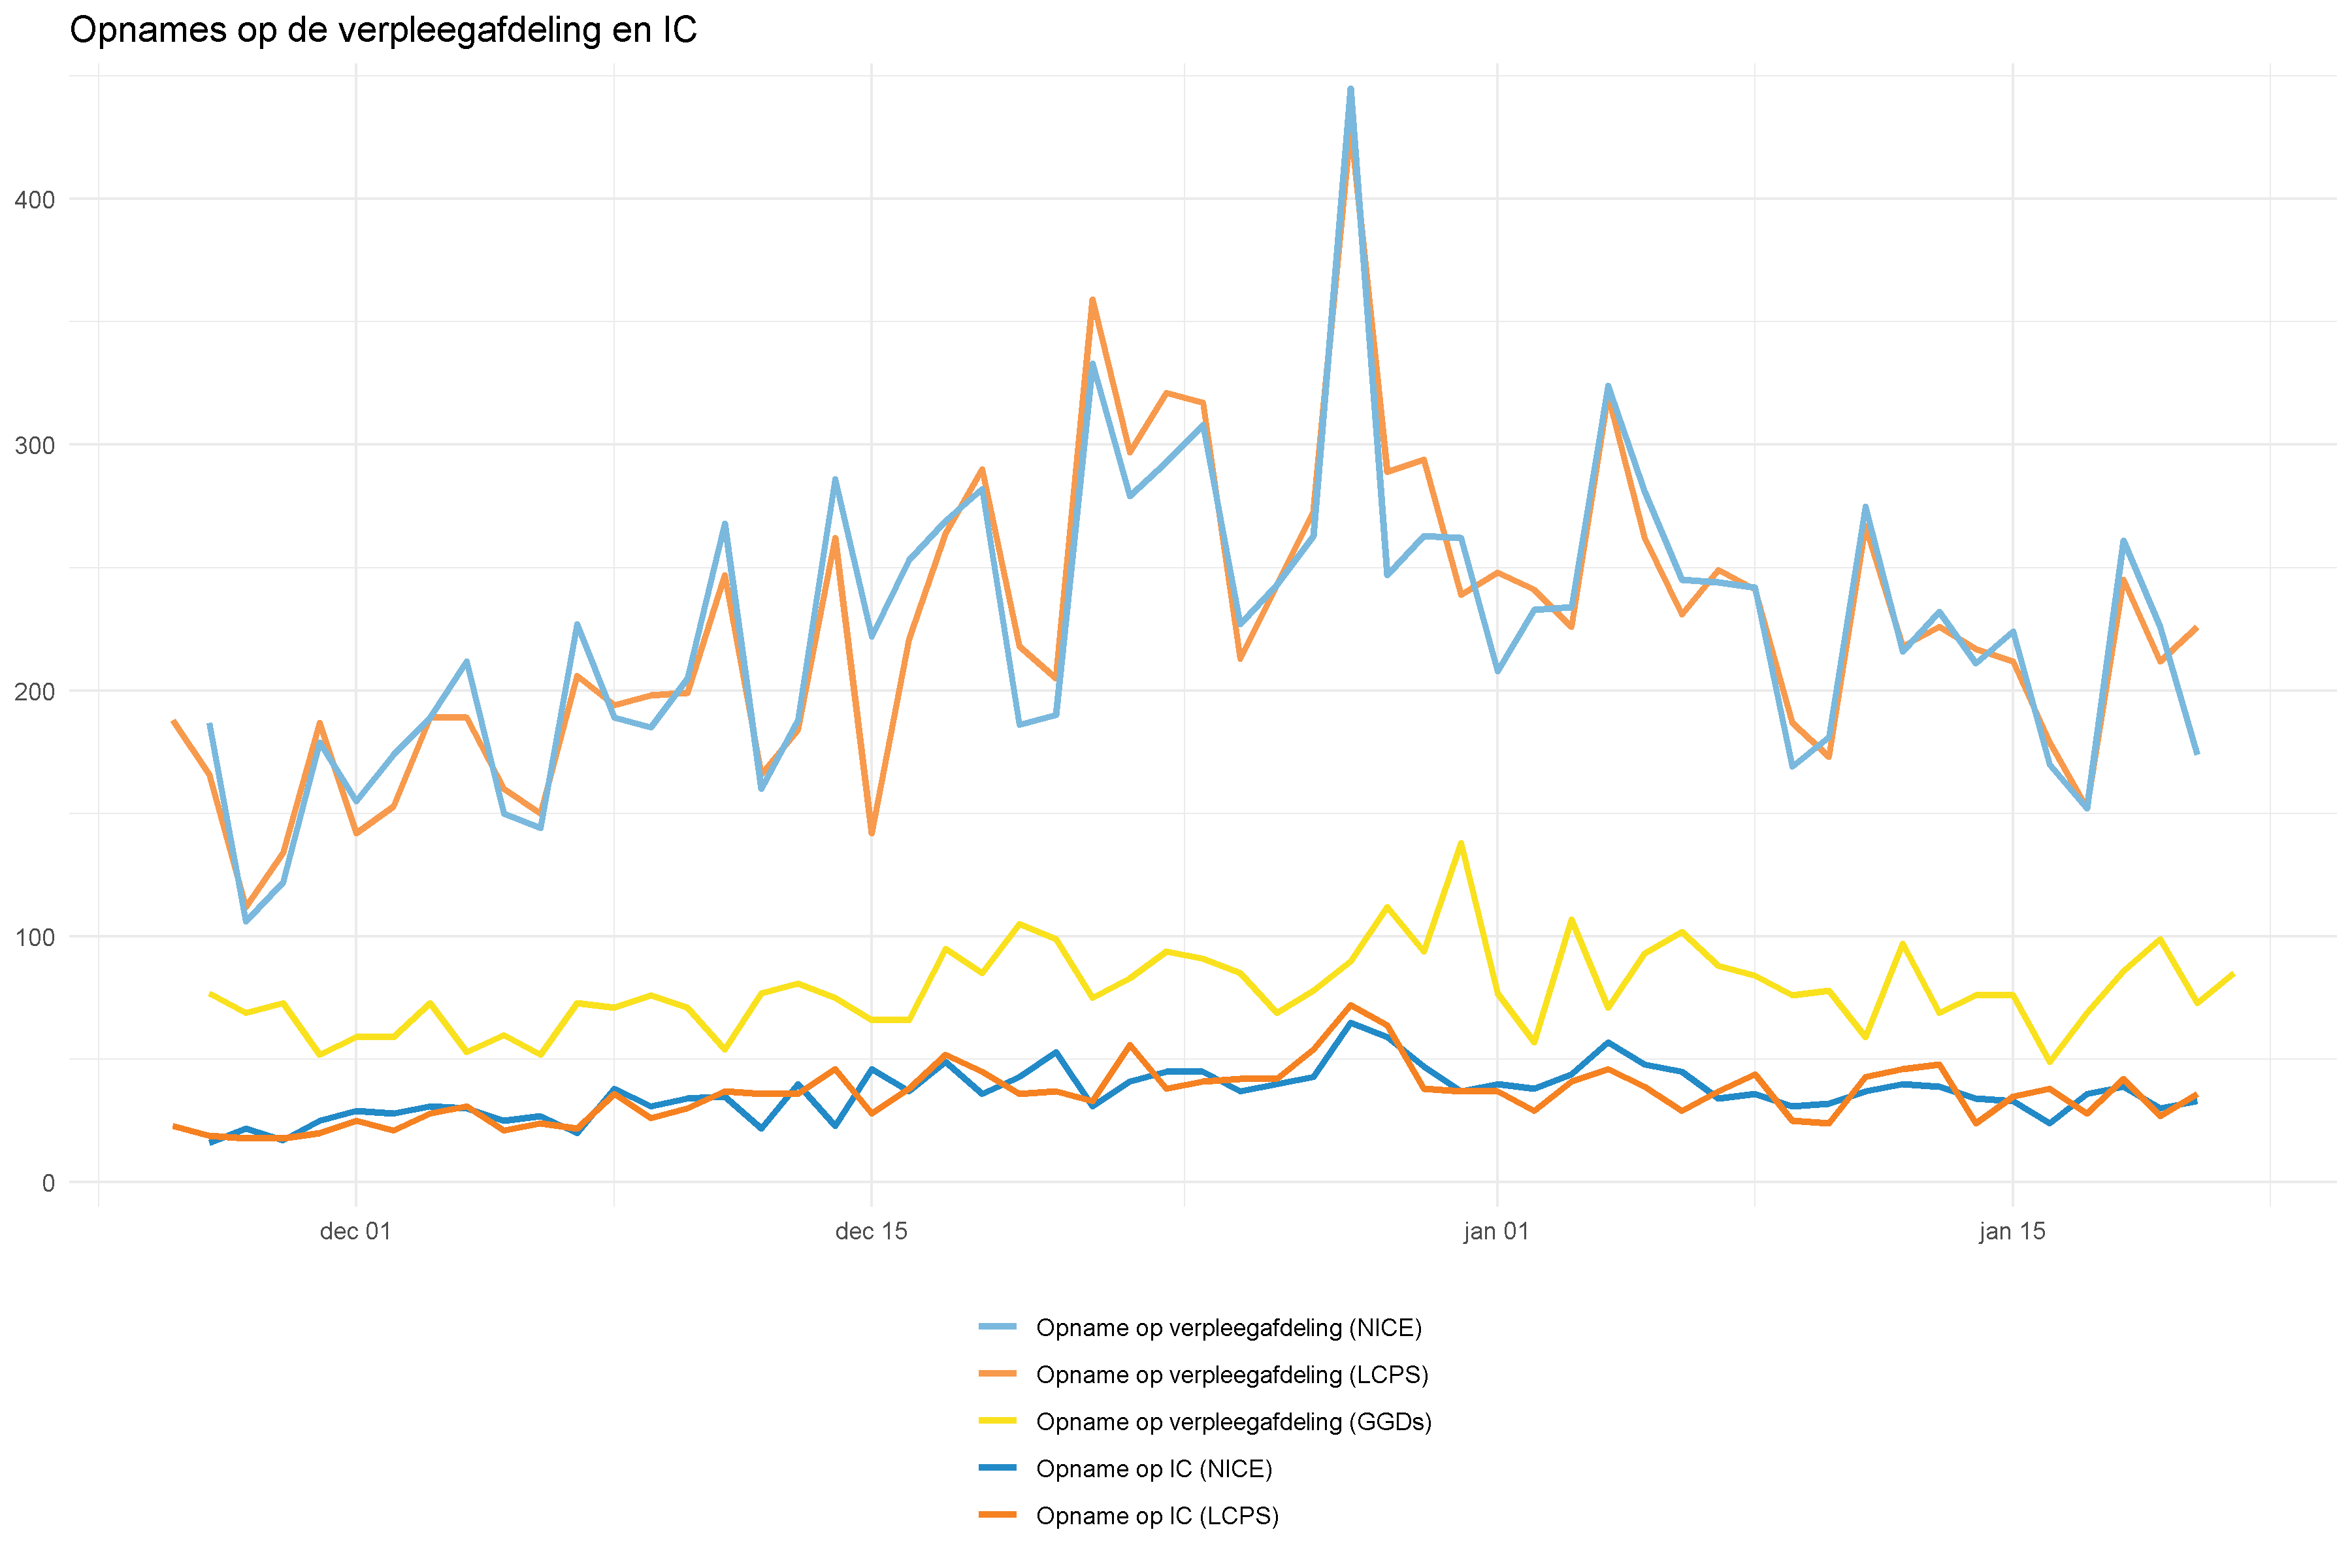 Opnames op de verpleegafdeling en IC
400
300
200
100
0
dec 01 dec 15 jan 01 jan 15
Opname op verpleegafdeling (NICE)
Opname op verpleegafdeling (LCPS)
Opname op verpleegafdeling (GGDs)
Opname op IC (NICE)
Opname op IC (LCPS)